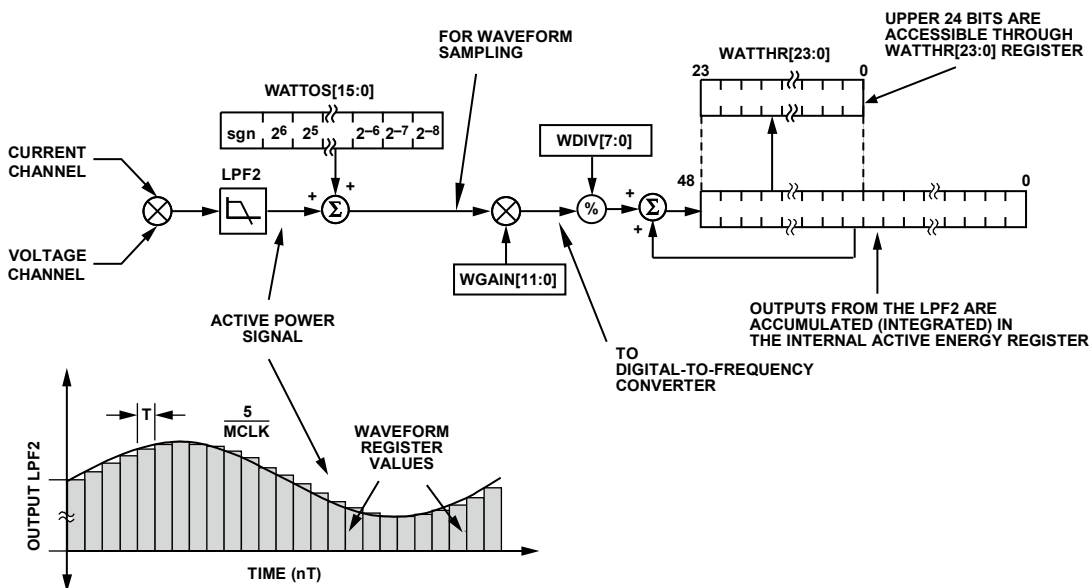 UPPER 24 BITS ARE
ACCESSIBLE THROUGH
WATTHR[23:0] REGISTER
FOR WAVEFORM
SAMPLING
WATTHR[23:0]
23
0
WATTOS[15:0]
sgn 2⁶ 2⁵ 2⁻⁶ 2⁻⁷ 2⁻⁸
WDIV[7:0]
CURRENT
CHANNEL
LPF2
+
+
Σ
%
+
+
Σ
48
0
VOLTAGE
CHANNEL
WGAIN[11:0]
ACTIVE POWER
SIGNAL
TO
DIGITAL-TO-FREQUENCY
CONVERTER
OUTPUTS FROM THE LPF2 ARE
ACCUMULATED (INTEGRATED) IN
THE INTERNAL ACTIVE ENERGY REGISTER
OUTPUT LPF2
T
5
MCLK
WAVEFORM
REGISTER
VALUES
TIME (nT)